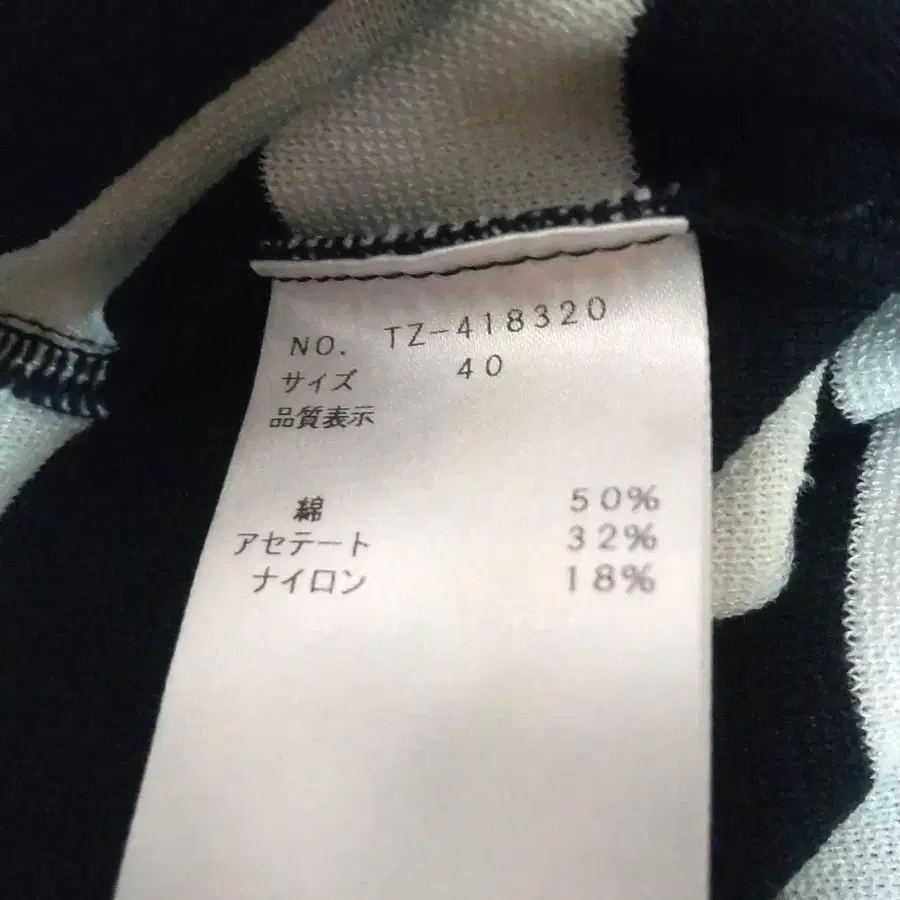 NO. TZ-418320
サイズ 40
品質表示
綿 50%
アセテート 32%
ナイロン 18%